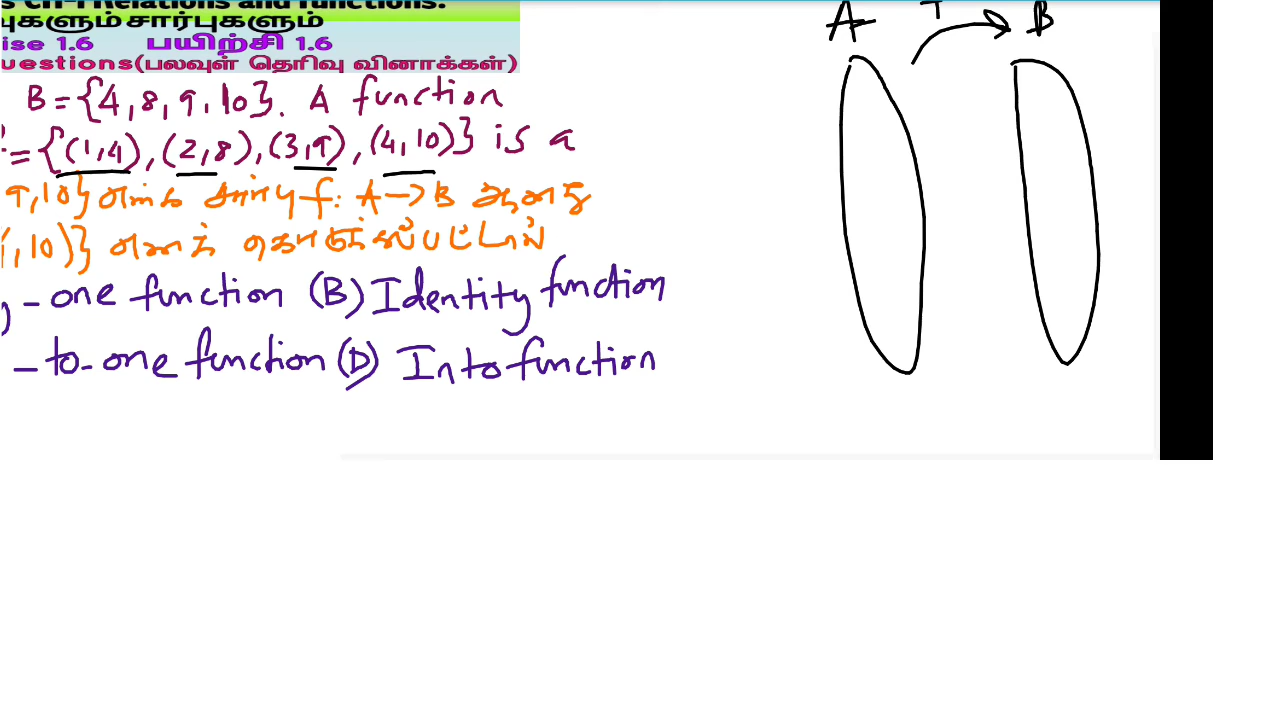 s CH-1 Relations and functions.
வுகளும் சார்புகளும்
ise 1.6 பயிற்சி 1.6
uestions(பலவுள் தெரிவு வினாக்கள்)
B = {4, 8, 9, 10}. A function
= {(1,4), (2,8), (3,9), (4,10)} is a
9, 10} என்க சார்பு f: A → B ஆனது
, 10)} எனக் கொடுக்கப்பட்டால்
) - one function (B) Identity function
- to - one function (D) Into function
A f B